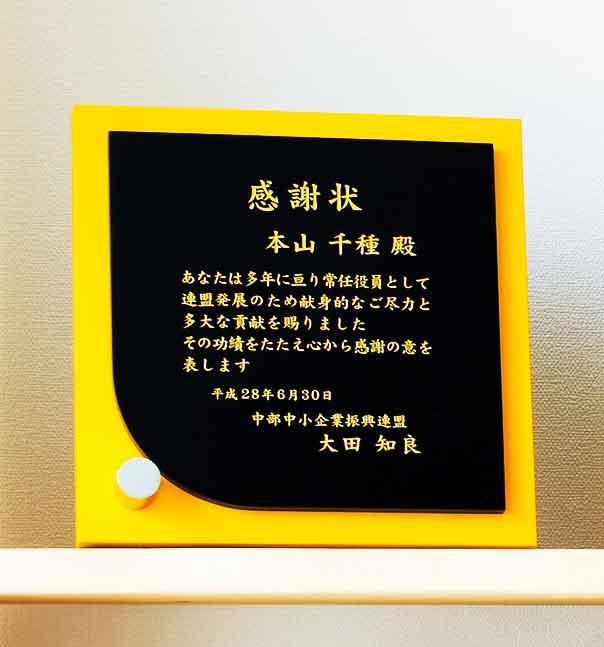 感謝状
本山 千種 殿
あなたは多年に亘り常任役員として
連盟発展のため献身的なご尽力と
多大な貢献を賜りました
その功績をたたえ心から感謝の意を
表します
平成28年6月30日
中部中小企業振興連盟
大田 知良